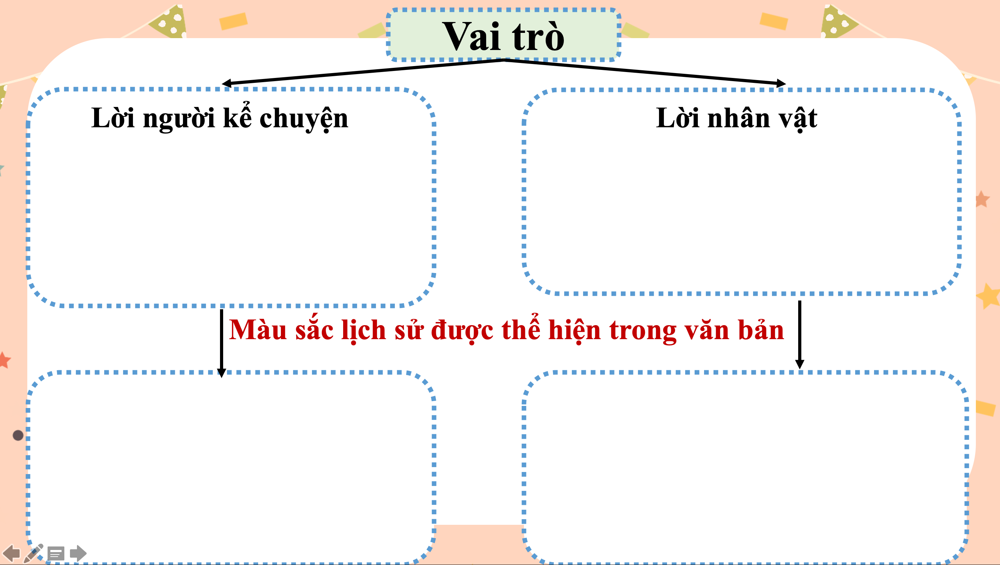 Vai trò
Lời người kể chuyện
Lời nhân vật
Màu sắc lịch sử được thể hiện trong văn bản